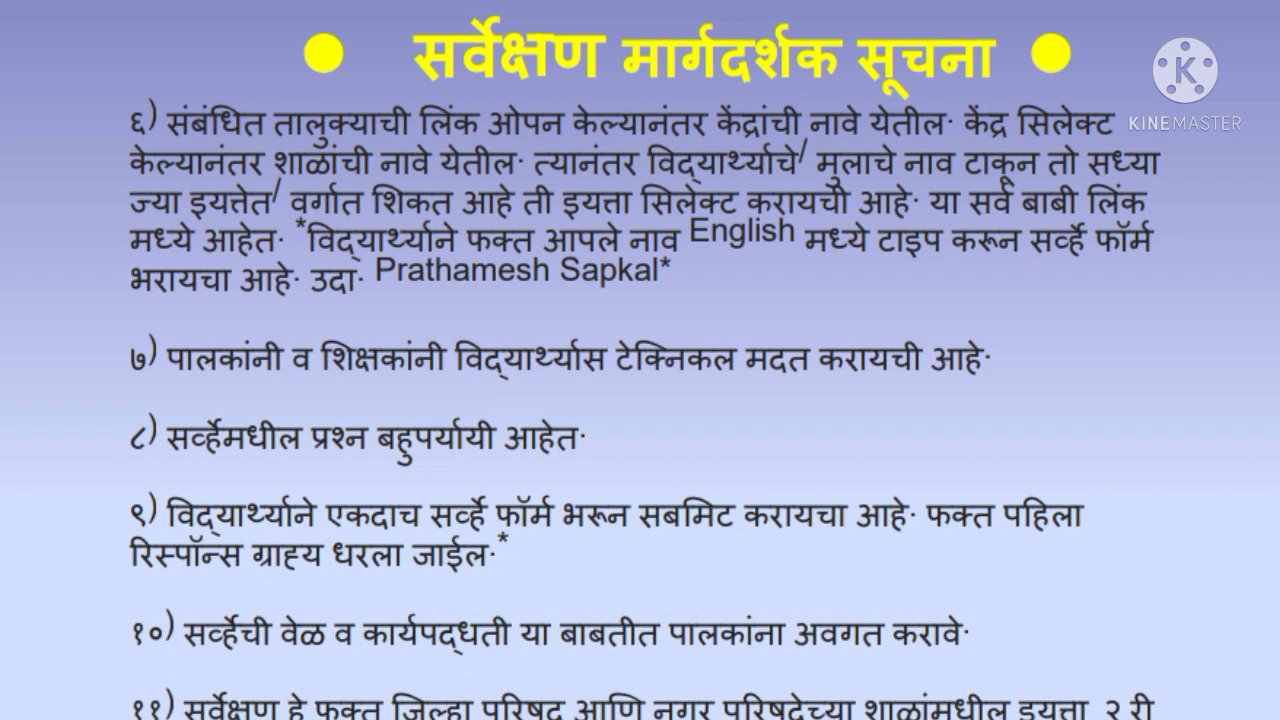 ● सर्वेक्षण मार्गदर्शक सूचना ●
KINEMASTER
६) संबंधित तालुक्याची लिंक ओपन केल्यानंतर केंद्रांची नावे येतील. केंद्र सिलेक्ट
केल्यानंतर शाळांची नावे येतील. त्यानंतर विद्यार्थ्याचे/ मुलाचे नाव टाकून तो सध्या
ज्या इयत्तेत/ वर्गात शिकत आहे ती इयत्ता सिलेक्ट करायची आहे. या सर्व बाबी लिंक
मध्ये आहेत. *विद्यार्थ्याने फक्त आपले नाव English मध्ये टाइप करून सर्व्हे फॉर्म
भरायचा आहे. उदा. Prathamesh Sapkal*
७) पालकांनी व शिक्षकांनी विद्यार्थ्यास टेक्निकल मदत करायची आहे.
८) सर्व्हेमधील प्रश्न बहुपर्यायी आहेत.
९) विद्यार्थ्याने एकदाच सर्व्हे फॉर्म भरून सबमिट करायचा आहे. फक्त पहिला
रिस्पॉन्स ग्राह्य धरला जाईल.*
१०) सर्व्हेची वेळ व कार्यपद्धती या बाबतीत पालकांना अवगत करावे.
११) सर्वेक्षण हे फक्त जिल्हा परिषद आणि नगर परिषदेच्या शाळांमधील इयत्ता २ री